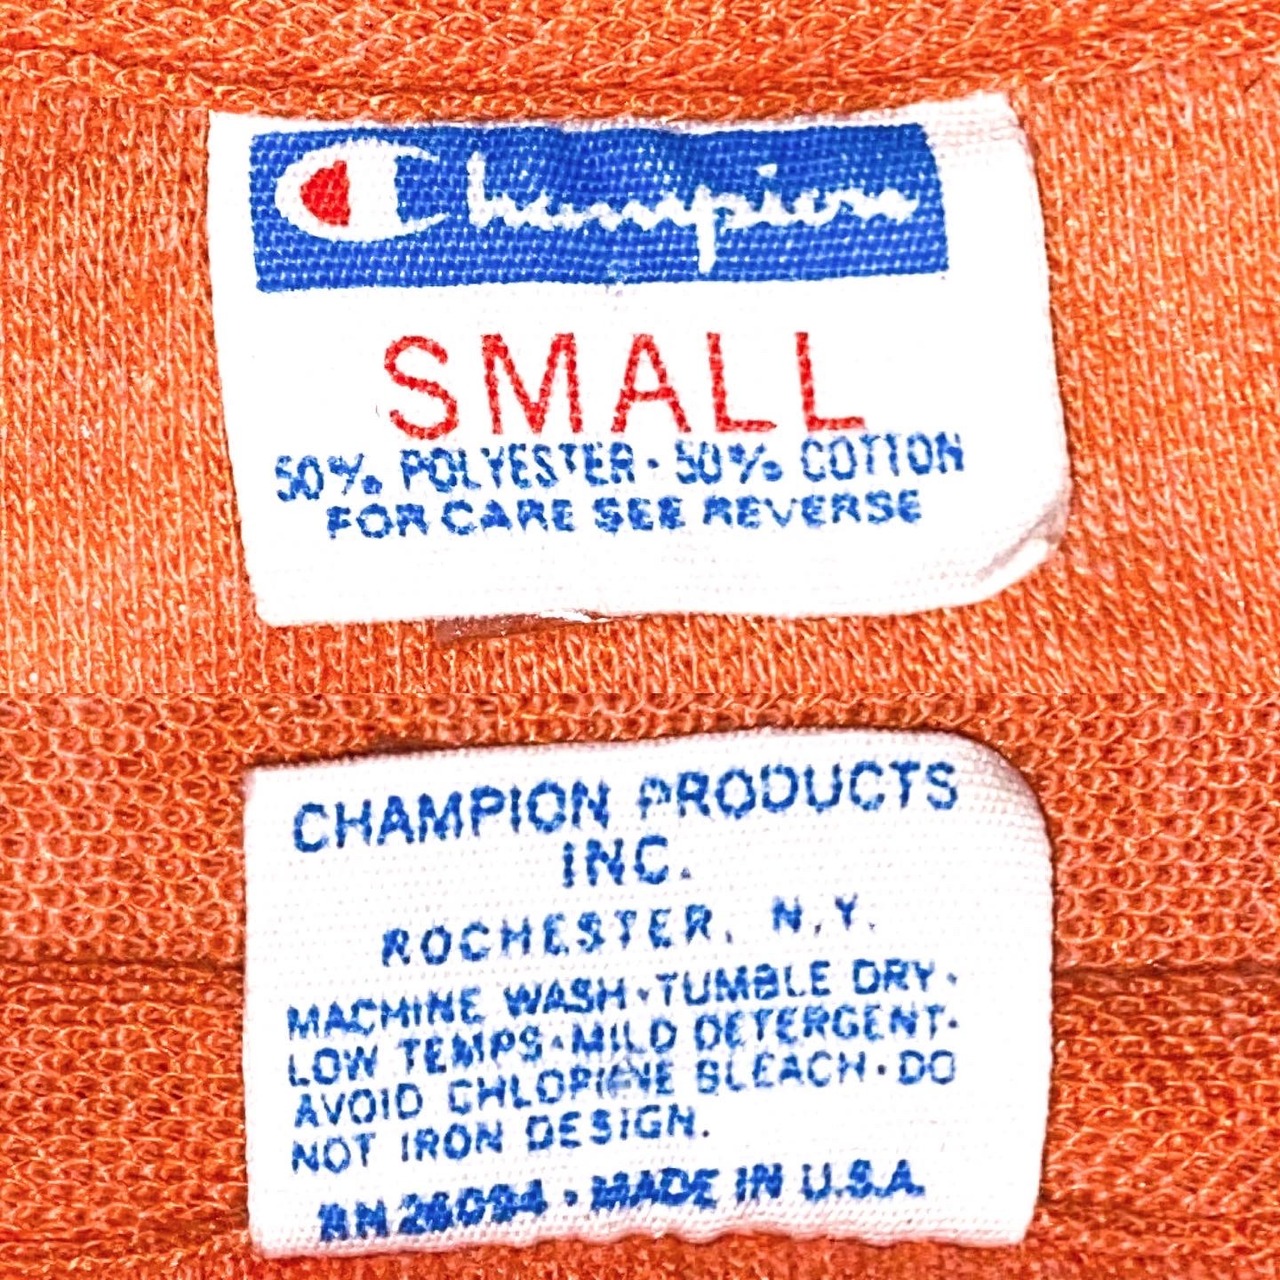 Champion
SMALL
50% POLYESTER · 50% COTTON
FOR CARE SEE REVERSE
CHAMPION PRODUCTS
INC.
ROCHESTER, N.Y.
MACHINE WASH · TUMBLE DRY ·
LOW TEMPS · MILD DETERGENT ·
AVOID CHLORINE BLEACH · DO
NOT IRON DESIGN.
RN 26094 · MADE IN U.S.A.